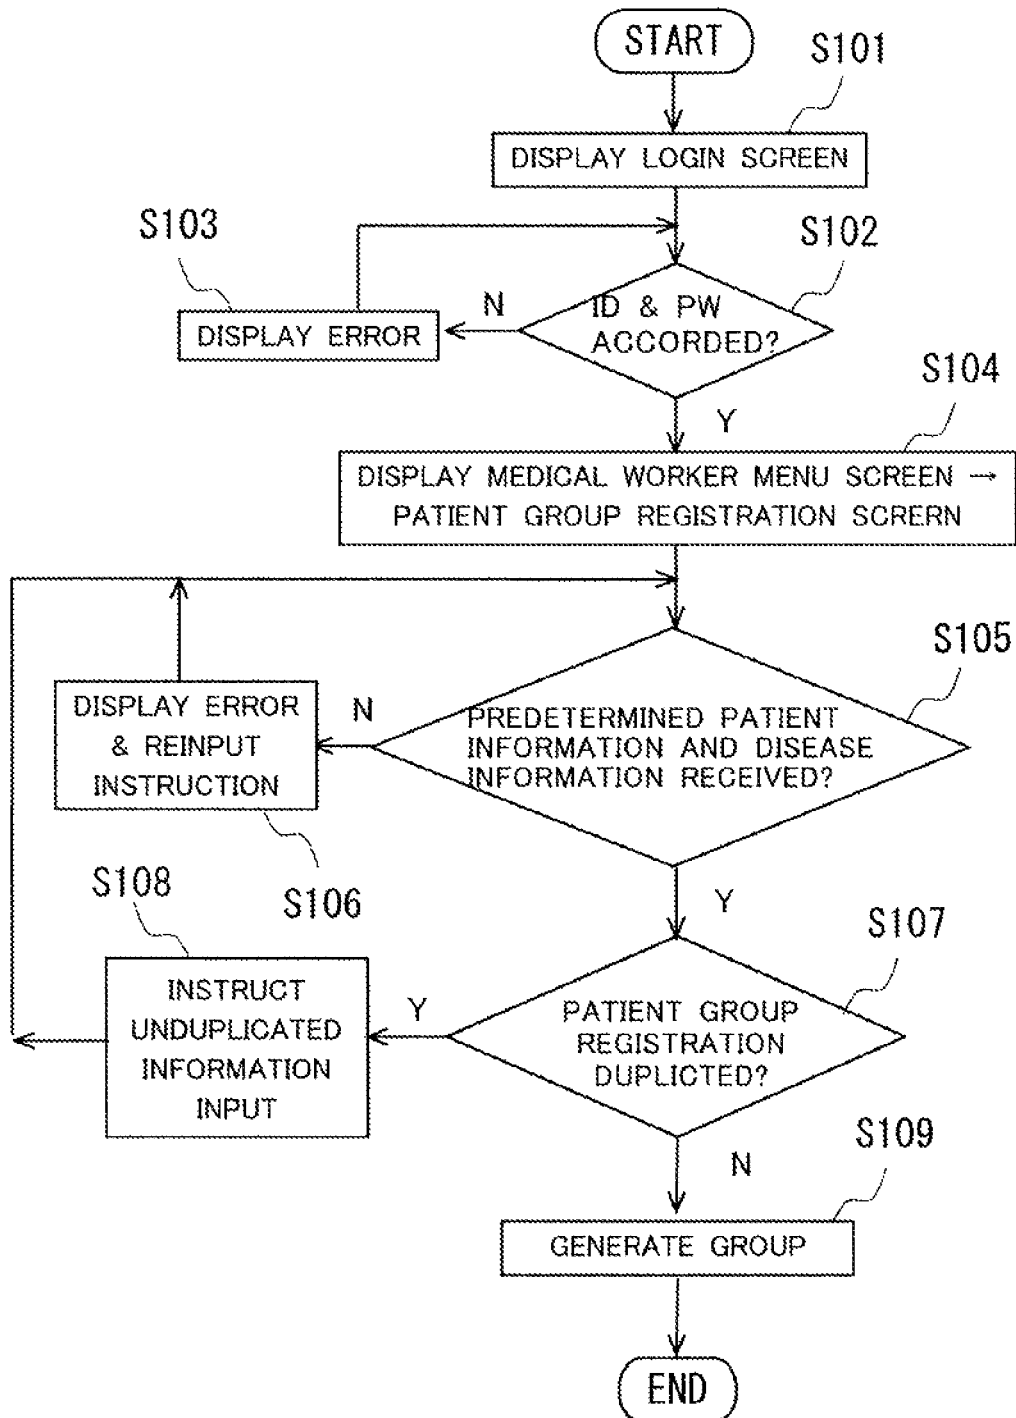 START
S101
DISPLAY LOGIN SCREEN
S103
S102
N
ID & PW
ACCORDED?
DISPLAY ERROR
S104
Y
DISPLAY MEDICAL WORKER MENU SCREEN →
PATIENT GROUP REGISTRATION SCRERN
S105
DISPLAY ERROR
& REINPUT
INSTRUCTION
N
PREDETERMINED PATIENT
INFORMATION AND DISEASE
INFORMATION RECEIVED?
S106
S108
Y
S107
INSTRUCT
UNDUPLICATED
INFORMATION
INPUT
Y
PATIENT GROUP
REGISTRATION
DUPLICTED?
S109
N
GENERATE GROUP
END